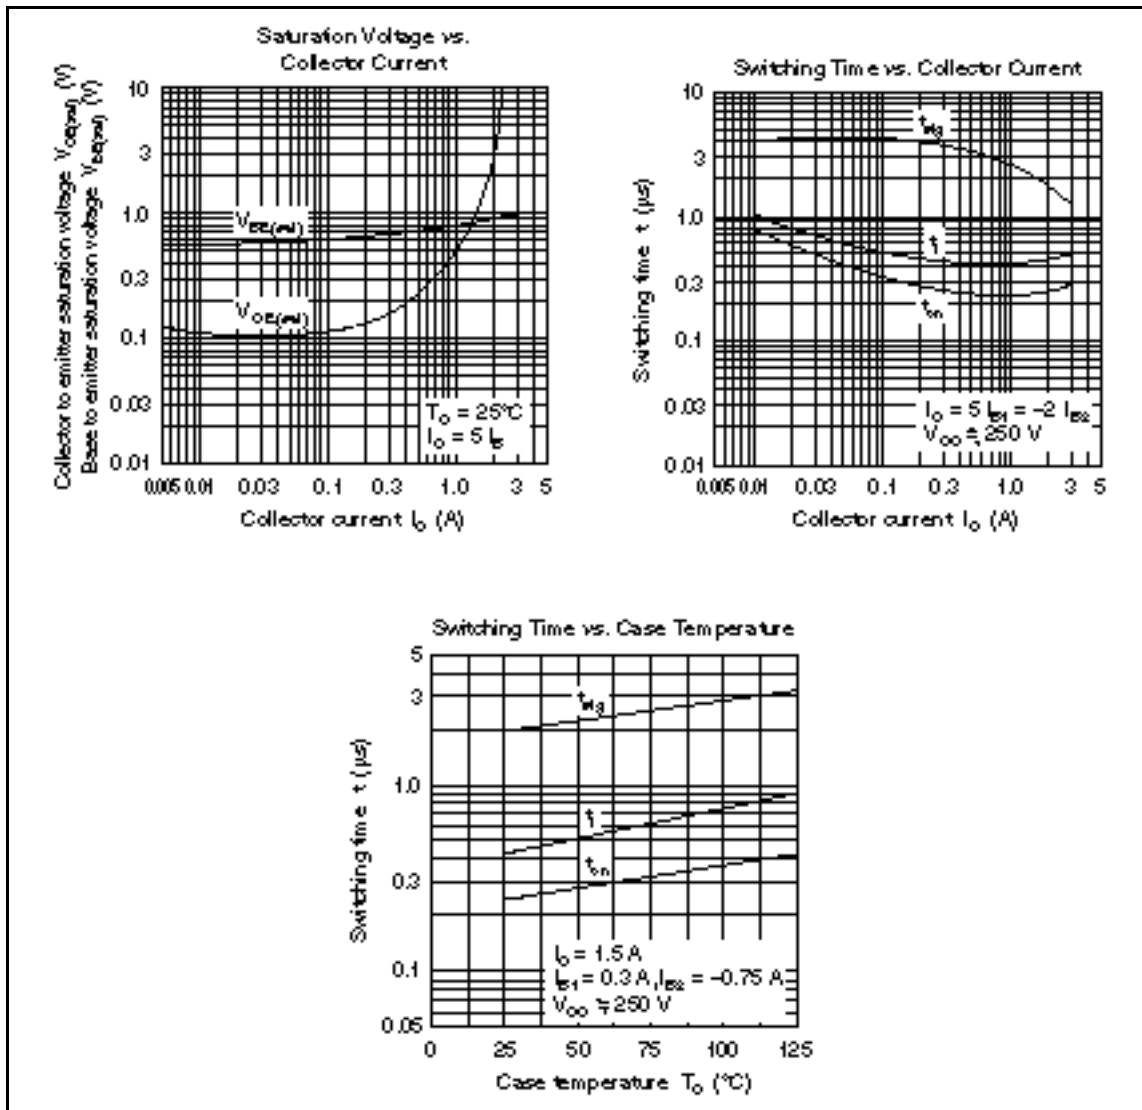 Saturation Voltage vs.
Collector Current
Collector to emitter saturation voltage V_CE(sat) (V)
Base to emitter saturation voltage V_BE(sat) (V)
10
3
1.0
0.3
0.1
0.03
0.01
V_BE(sat)
V_CE(sat)
T_C = 25°C
I_C = 5 I_B
0.005 0.01 0.03 0.1 0.3 1.0 3 5
Collector current I_C (A)
Switching Time vs. Collector Current
Switching time t (µs)
10
3
1.0
0.3
0.1
0.03
0.01
t_stg
t_f
t_on
I_C = 5 I_B1 = –2 I_B2
V_CC ≒ 250 V
0.005 0.01 0.03 0.1 0.3 1.0 3 5
Collector current I_C (A)
Switching Time vs. Case Temperature
Switching time t (µs)
5
3
1.0
0.3
0.1
0.05
t_stg
t_f
t_on
I_C = 1.5 A
I_B1 = 0.3 A, I_B2 = –0.75 A
V_CC ≒ 250 V
0 25 50 75 100 125
Case temperature T_C (°C)